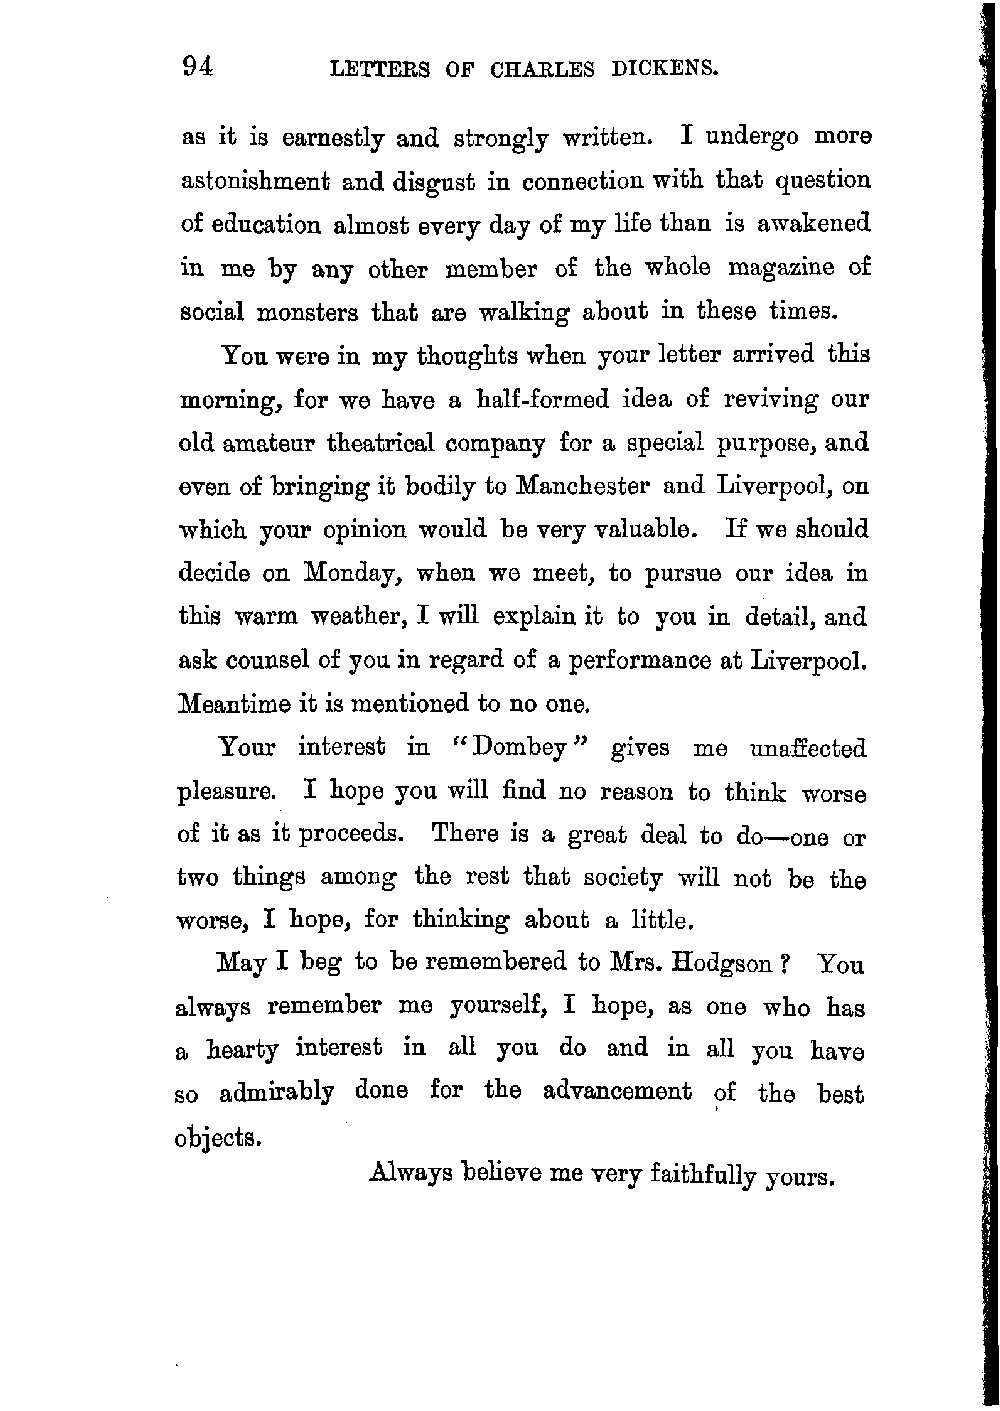 94 LETTERS OF CHARLES DICKENS.
as it is earnestly and strongly written. I undergo more
astonishment and disgust in connection with that question
of education almost every day of my life than is awakened
in me by any other member of the whole magazine of
social monsters that are walking about in these times.
You were in my thoughts when your letter arrived this
morning, for we have a half-formed idea of reviving our
old amateur theatrical company for a special purpose, and
even of bringing it bodily to Manchester and Liverpool, on
which your opinion would be very valuable. If we should
decide on Monday, when we meet, to pursue our idea in
this warm weather, I will explain it to you in detail, and
ask counsel of you in regard of a performance at Liverpool.
Meantime it is mentioned to no one.
Your interest in “Dombey” gives me unaffected
pleasure. I hope you will find no reason to think worse
of it as it proceeds. There is a great deal to do—one or
two things among the rest that society will not be the
worse, I hope, for thinking about a little.
May I beg to be remembered to Mrs. Hodgson? You
always remember me yourself, I hope, as one who has
a hearty interest in all you do and in all you have
so admirably done for the advancement of the best
objects.
Always believe me very faithfully yours.